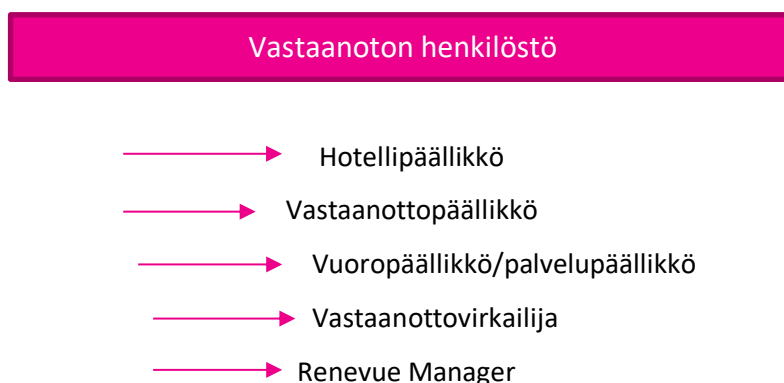 Vastaanoton henkilöstö
Hotellipäällikkö
Vastaanottopäällikkö
Vuoropäällikkö/palvelupäällikkö
Vastaanottovirkailija
Renevue Manager